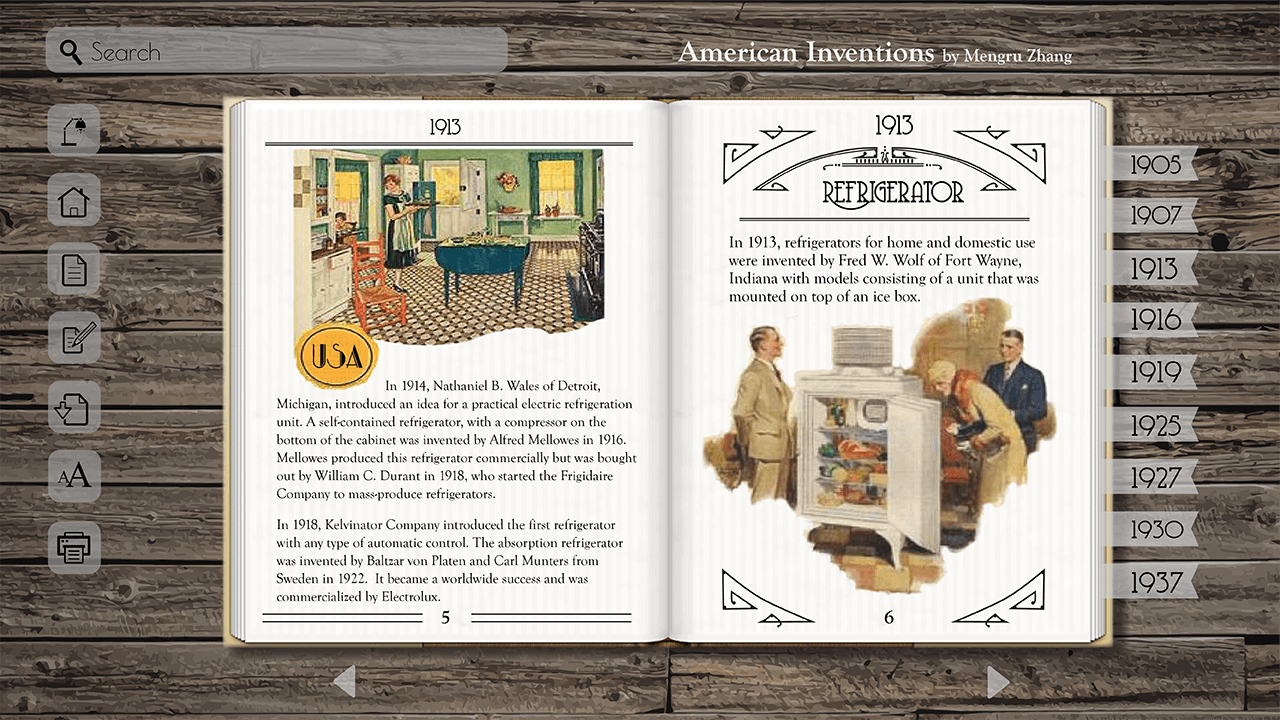 Search
American Inventions by Mengru Zhang
1913
USA
In 1914, Nathaniel B. Wales of Detroit,
Michigan, introduced an idea for a practical electric refrigeration
unit. A self-contained refrigerator, with a compressor on the
bottom of the cabinet was invented by Alfred Mellowes in 1916.
Mellowes produced this refrigerator commercially but was bought
out by William C. Durant in 1918, who started the Frigidaire
Company to mass-produce refrigerators.
In 1918, Kelvinator Company introduced the first refrigerator
with any type of automatic control. The absorption refrigerator
was invented by Baltzar von Platen and Carl Munters from
Sweden in 1922. It became a worldwide success and was
commercialized by Electrolux.
5
1913
REFRIGERATOR
In 1913, refrigerators for home and domestic use
were invented by Fred W. Wolf of Fort Wayne,
Indiana with models consisting of a unit that was
mounted on top of an ice box.
6
1905
1907
1913
1916
1919
1925
1927
1930
1937
AA